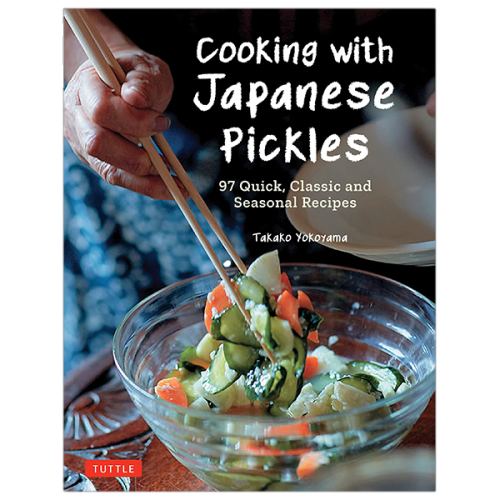 Cooking with
Japanese
Pickles
97 Quick, Classic and
Seasonal Recipes
Takako Yokoyama
TUTTLE